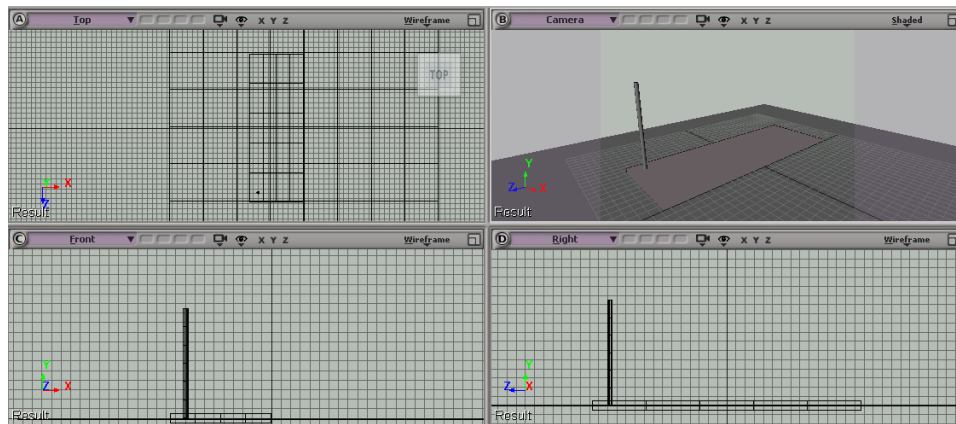 A Top X Y Z Wireframe
TOP
Y X
Z
Result
B Camera X Y Z Shaded
Y
Z X
Result
C Front X Y Z Wireframe
Y
Z X
Result
D Right X Y Z Wireframe
Y
Z X
Result